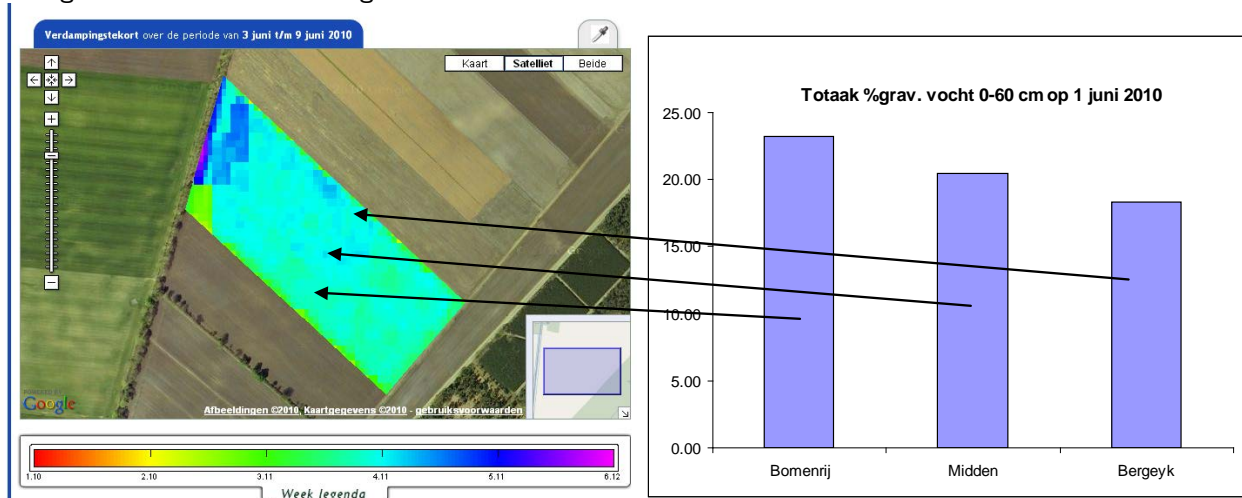 Verdampingstekort over de periode van 3 juni t/m 9 juni 2010
Kaart Satelliet Beide
Google
Afbeeldingen ©2010, Kaartgegevens ©2010 - gebruiksvoorwaarden
1.10 2.10 3.11 4.11 5.11 6.12
Week legenda
Totaak %grav. vocht 0-60 cm op 1 juni 2010
25.00
20.00
15.00
10.00
5.00
0.00
Bomenrij Midden Bergeyk